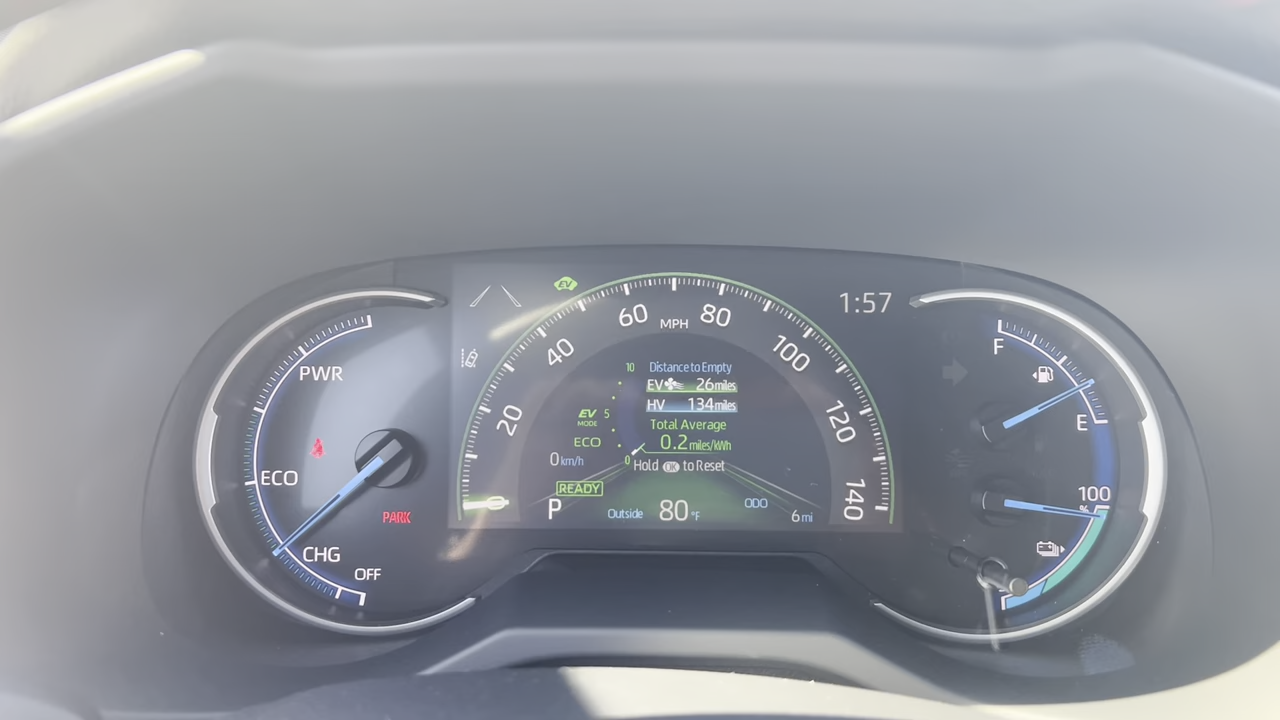 EV
1:57
60
MPH
80
40
100
20
120
140
PWR
ECO
CHG
OFF
PARK
10
Distance to Empty
EV 26 miles
HV 134 miles
EV
MODE
5
Total Average
ECO
0.2 miles/kWh
0 km/h
0
Hold OK to Reset
READY
P
Outside 80 °F
ODO
6 mi
F
E
100
%